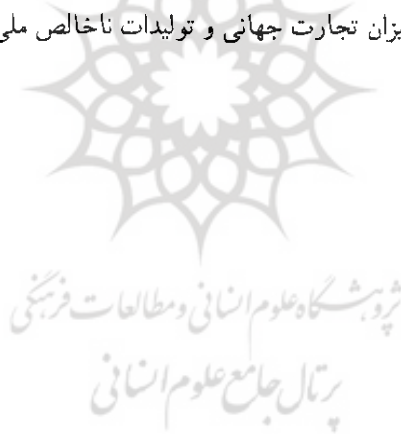 یزان تجارت جهانی و تولیدات ناخالص ملی
پژوهشگاه علوم انسانی و مطالعات فرهنگی
پرتال جامع علوم انسانی